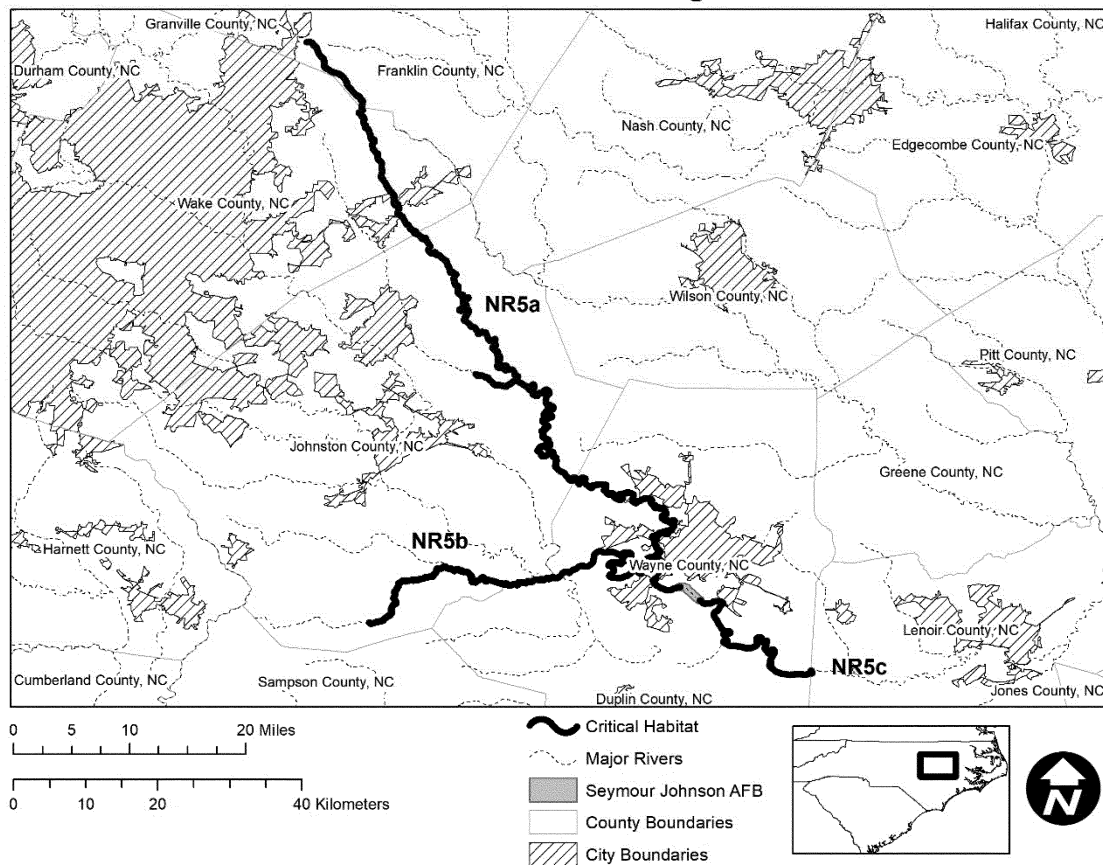 Granville County, NC
Halifax County, NC
Durham County, NC
Franklin County, NC
Nash County, NC
Edgecombe County, NC
Wake County, NC
NR5a
Wilson County, NC
Pitt County, NC
Johnston County, NC
Greene County, NC
NR5b
Harnett County, NC
Wayne County, NC
Lenoir County, NC
NR5c
Cumberland County, NC
Sampson County, NC
Duplin County, NC
Jones County, NC
0 5 10 20 Miles
0 10 20 40 Kilometers
Critical Habitat
Major Rivers
Seymour Johnson AFB
County Boundaries
City Boundaries
N